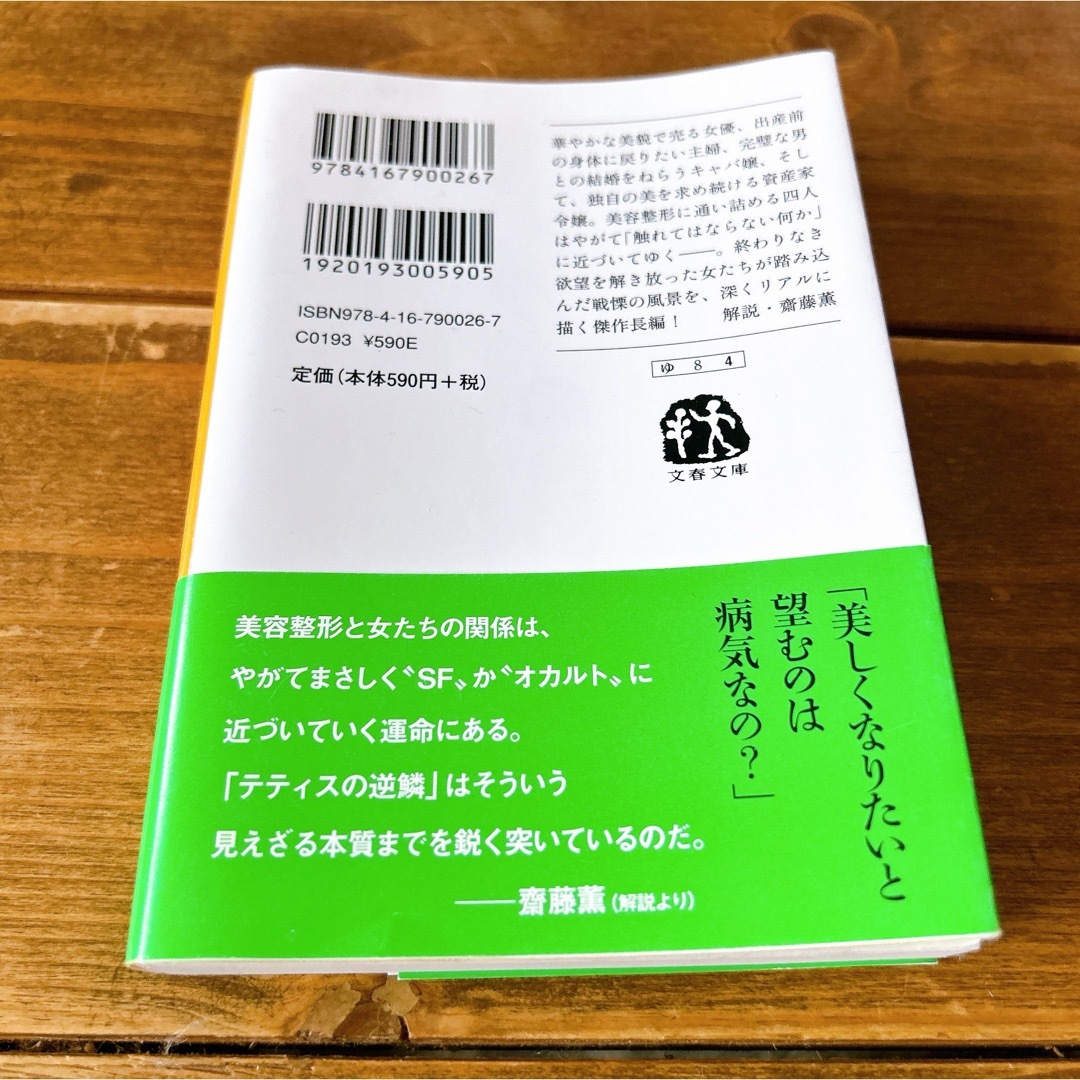 9784167900267
1920193005905
ISBN978-4-16-790026-7
C0193 ¥590E
定価（本体590円＋税）
華やかな美貌で売る女優、出産前
の身体に戻りたい主婦、完璧な男
との結婚をねらうキャバ嬢、そし
て、独自の美を求め続ける資産家
令嬢。美容整形に通い詰める四人
はやがて「触れてはならない何か」
に近づいてゆく――。終わりなき
欲望を解き放った女たちが踏み込
んだ戦慄の風景を、深くリアルに
描く傑作長編！　解説・齋藤薫
ゆ 8 4
文春文庫
「美しくなりたいと
望むのは
病気なの？」
美容整形と女たちの関係は、
やがてまさしく〝SF〟か〝オカルト〟に
近づいていく運命にある。
「テティスの逆鱗」はそういう
見えざる本質までを鋭く突いているのだ。
――齋藤薫（解説より）